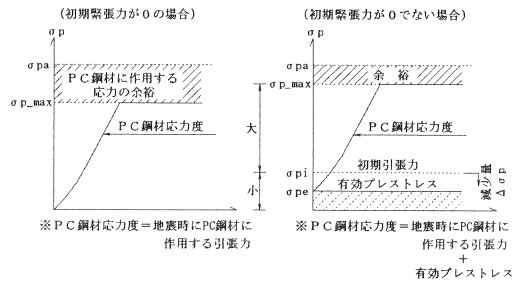 (初期緊張力が０の場合)
σp
σpa
PC鋼材に作用する
応力の余裕
σp_max
PC鋼材応力度
※ＰＣ鋼材応力度＝地震時にPC鋼材に
作用する引張力
(初期緊張力が０でない場合)
σp
σpa
余 裕
σp_max
大
PC鋼材応力度
σpi
初期引張力
小
σpe
有効プレストレス
減少量
Δσp
※ＰＣ鋼材応力度＝地震時にPC鋼材に
作用する引張力
＋
有効プレストレス